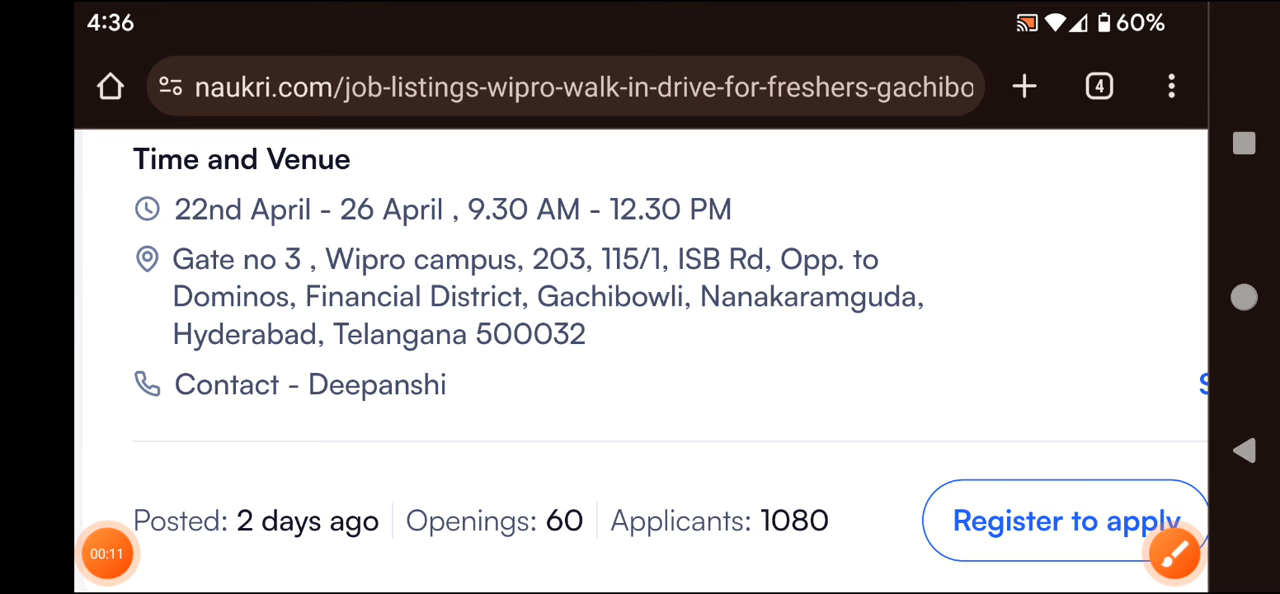 4:36
60%
naukri.com/job-listings-wipro-walk-in-drive-for-freshers-gachibo
4
Time and Venue
22nd April - 26 April , 9.30 AM - 12.30 PM
Gate no 3 , Wipro campus, 203, 115/1, ISB Rd, Opp. to
Dominos, Financial District, Gachibowli, Nanakaramguda,
Hyderabad, Telangana 500032
Contact - Deepanshi
Posted: 2 days ago Openings: 60 Applicants: 1080
Register to apply
00:11